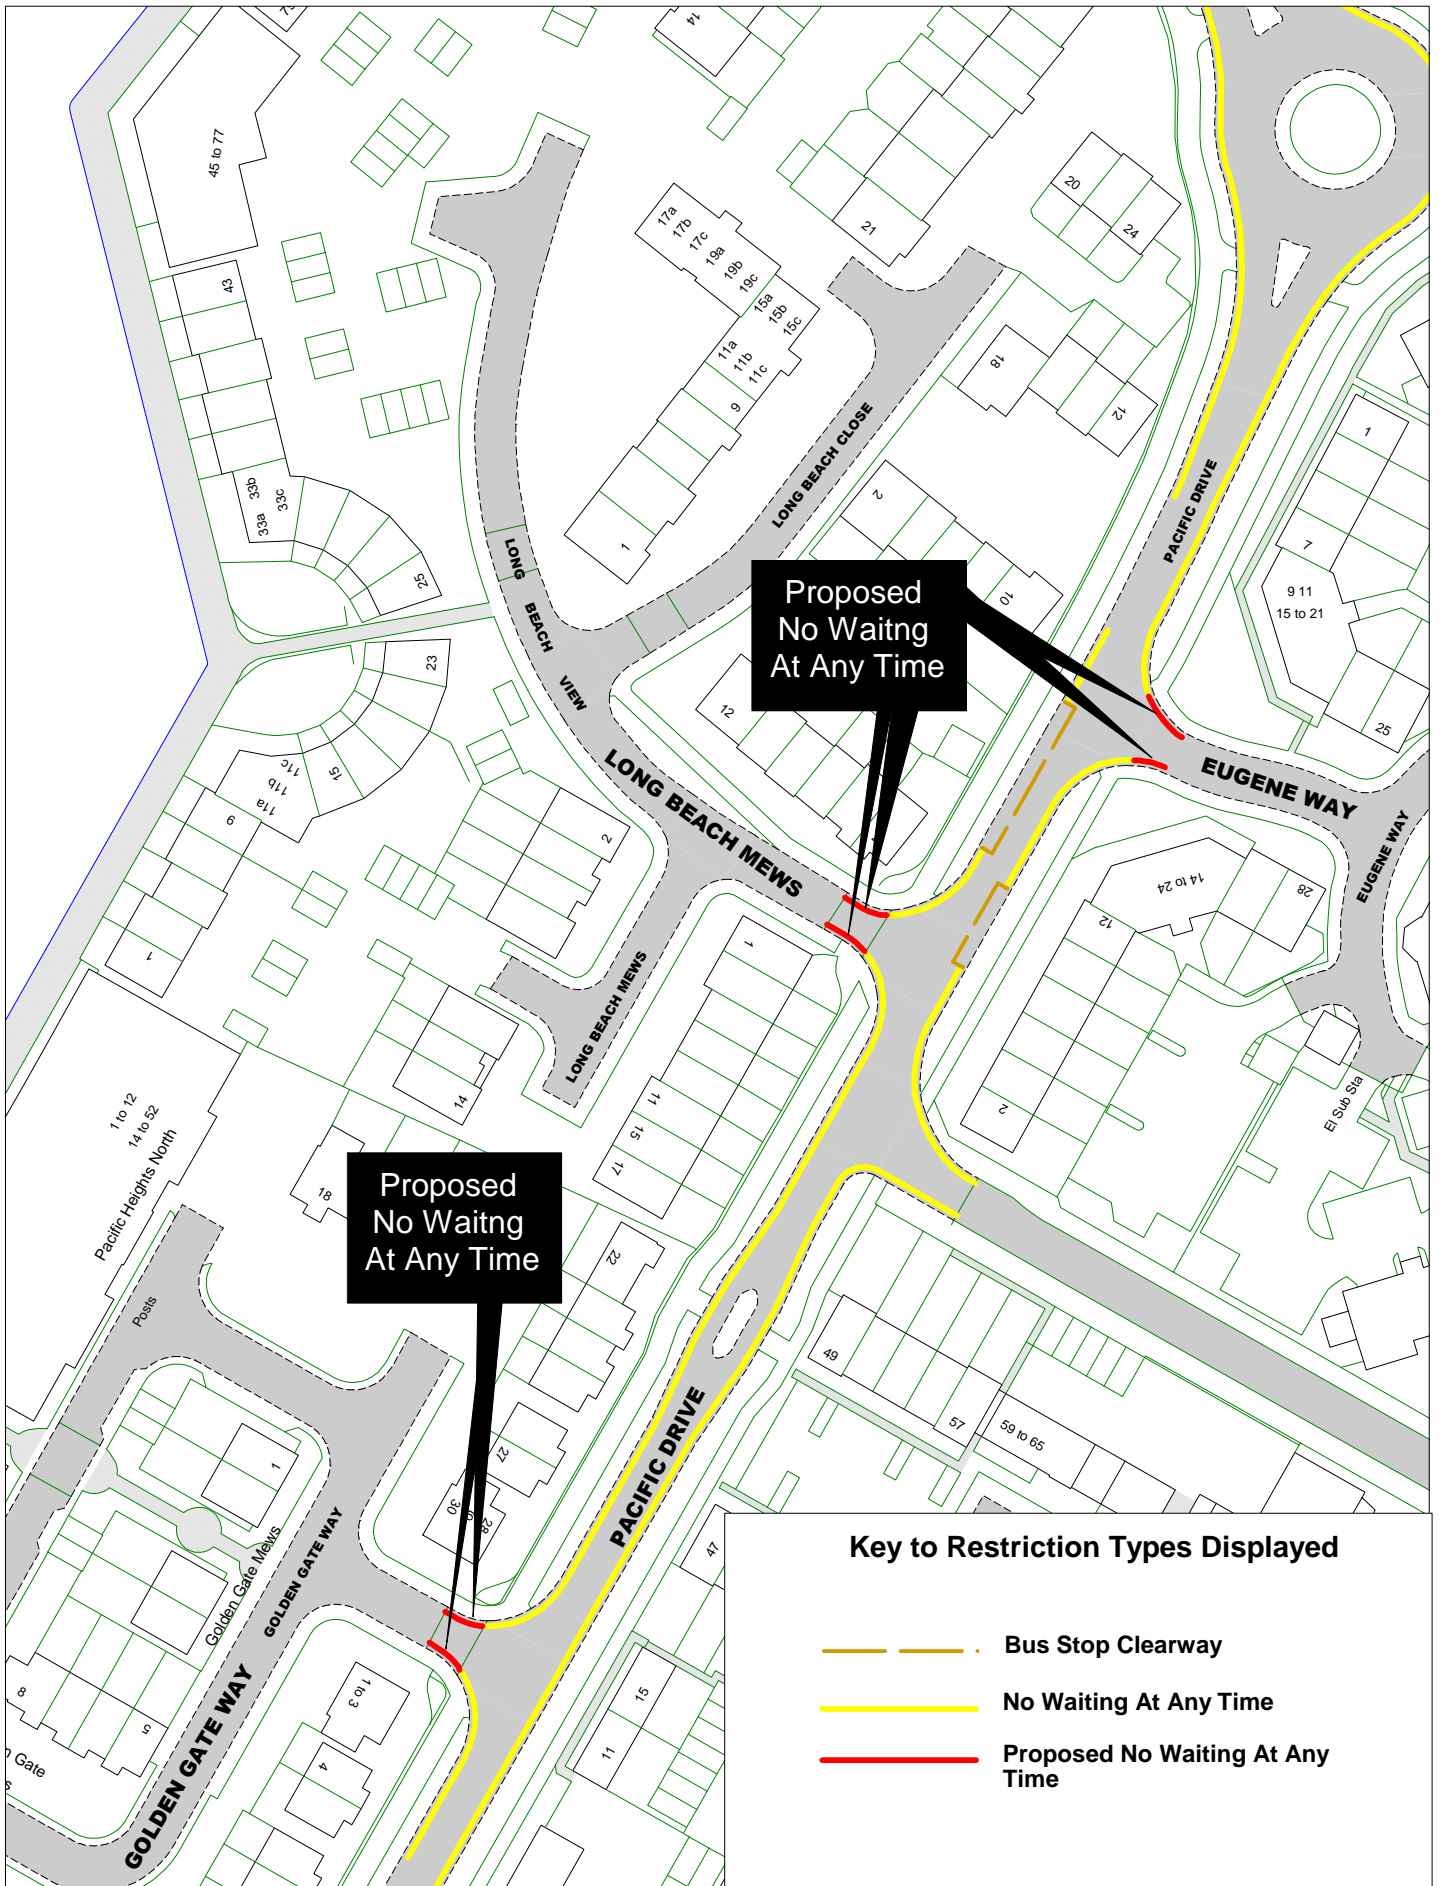 14
45 to 77
20
24
17a
17b
17c
19a
19b
19c
15a
15b
15c
21
43
11a
11b
11c
18
12
9
1
LONG BEACH CLOSE
PACIFIC DRIVE
33a 33b
33c
2
7
1
LONG
BEACH
VIEW
25
9 11
15 to 21
10
Proposed
No Waitng
At Any Time
23
12
25
11c
11b
11a
15
9
2
LONG BEACH MEWS
EUGENE WAY
EUGENE WAY
14 to 24
28
12
1
1
LONG BEACH MEWS
14
11
15
17
2
El Sub Sta
1 to 12
14 to 52
Pacific Heights North
18
Proposed
No Waitng
At Any Time
22
Posts
49
57
59 to 65
1
27
30
28
PACIFIC DRIVE
47
Golden Gate Mews
GOLDEN GATE WAY
GOLDEN GATE WAY
1 to 3
4
15
11
8
5
Gate
Key to Restriction Types Displayed
Bus Stop Clearway
No Waiting At Any Time
Proposed No Waiting At Any
Time